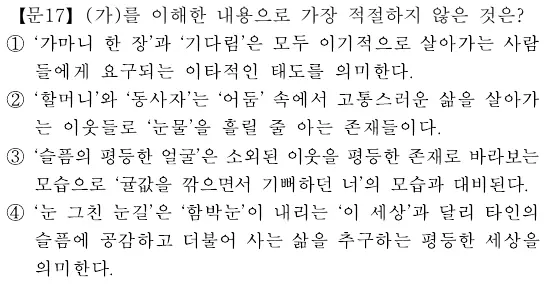 【문17】 (가)를 이해한 내용으로 가장 적절하지 않은 것은?
① ‘가마니 한 장’과 ‘기다림’은 모두 이기적으로 살아가는 사람
들에게 요구되는 이타적인 태도를 의미한다.
② ‘할머니’와 ‘동사자’는 ‘어둠’ 속에서 고통스러운 삶을 살아가
는 이웃들로 ‘눈물’을 흘릴 줄 아는 존재들이다.
③ ‘슬픔의 평등한 얼굴’은 소외된 이웃을 평등한 존재로 바라보는
모습으로 ‘귤값을 깎으면서 기뻐하던 너’의 모습과 대비된다.
④ ‘눈 그친 눈길’은 ‘함박눈’이 내리는 ‘이 세상’과 달리 타인의
슬픔에 공감하고 더불어 사는 삶을 추구하는 평등한 세상을
의미한다.